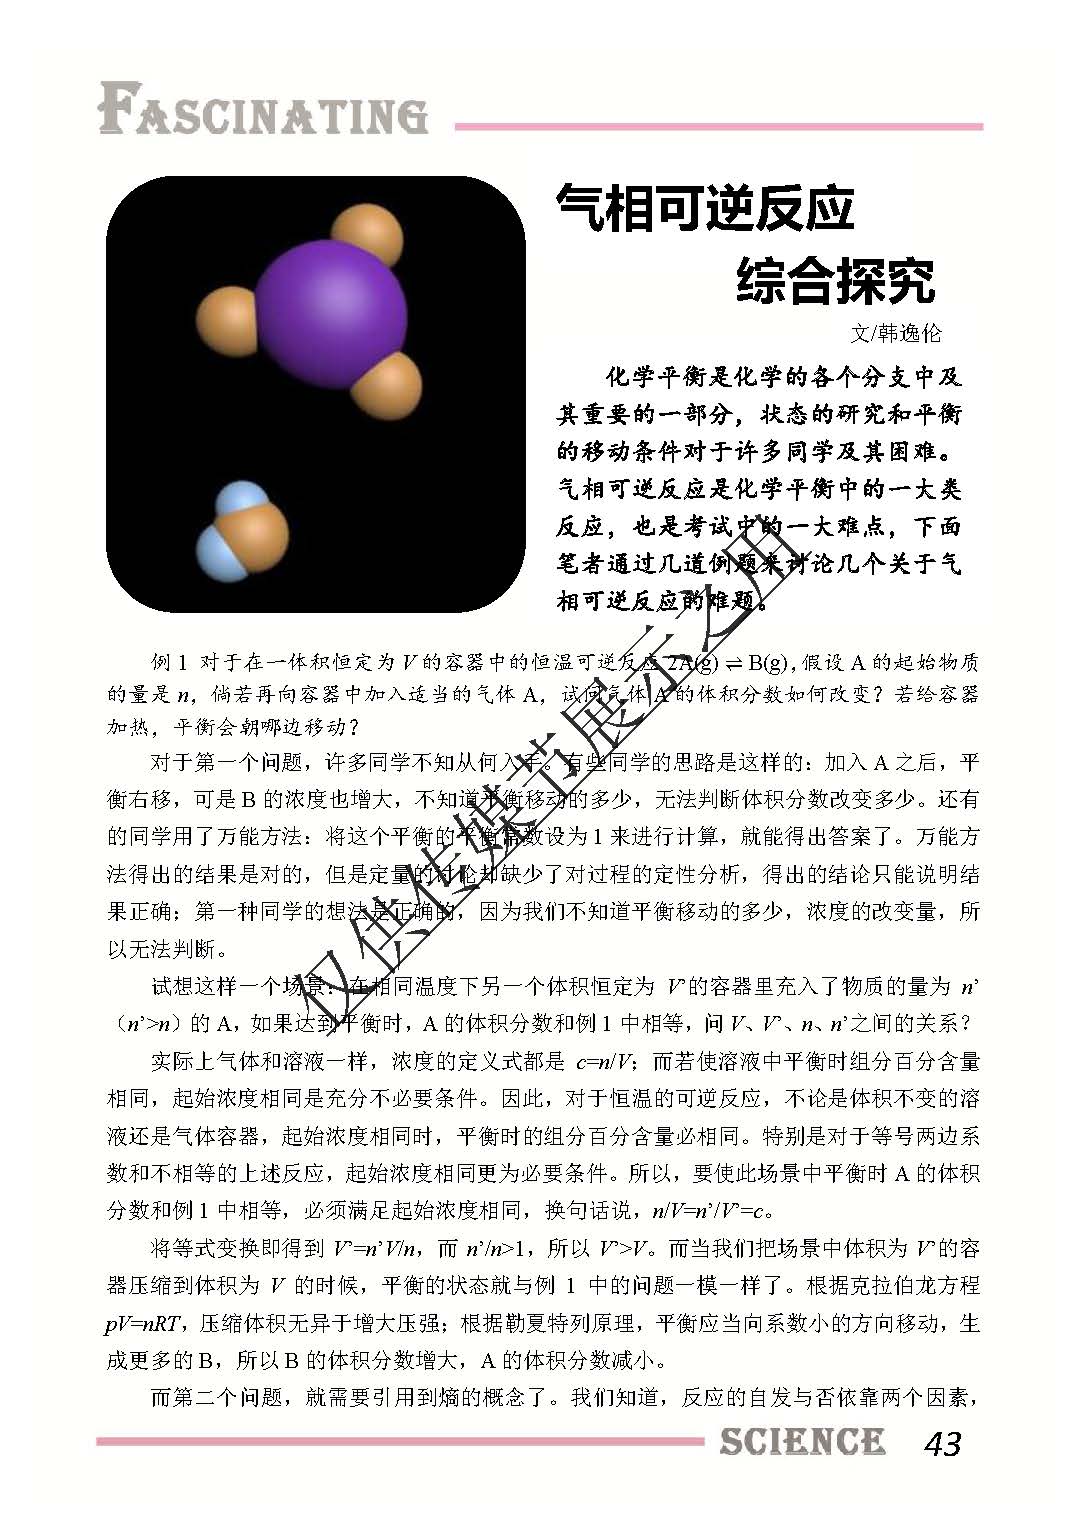 FASCINATING
气相可逆反应
综合探究
文/韩逸伦
化学平衡是化学的各个分支中及
其重要的一部分，状态的研究和平衡
的移动条件对于许多同学及其困难。
气相可逆反应是化学平衡中的一大类
反应，也是考试中的一大难点，下面
笔者通过几道例题来讨论几个关于气
相可逆反应的难题。
例 1 对于在一体积恒定为 V 的容器中的恒温可逆反应 2A(g) ⇌ B(g)，假设 A 的起始物质
的量是 n，倘若再向容器中加入适当的气体 A，试问气体 A 的体积分数如何改变？若给容器
加热，平衡会朝哪边移动？
对于第一个问题，许多同学不知从何入手。有些同学的思路是这样的：加入 A 之后，平
衡右移，可是 B 的浓度也增大，不知道平衡移动的多少，无法判断体积分数改变多少。还有
的同学用了万能方法：将这个平衡的平衡常数设为 1 来进行计算，就能得出答案了。万能方
法得出的结果是对的，但是定量的讨论却缺少了对过程的定性分析，得出的结论只能说明结
果正确；第一种同学的想法是正确的，因为我们不知道平衡移动的多少，浓度的改变量，所
以无法判断。
试想这样一个场景：在相同温度下另一个体积恒定为 V’的容器里充入了物质的量为 n’
（n’>n）的 A，如果达到平衡时，A 的体积分数和例 1 中相等，问 V、V’、n、n’之间的关系？
实际上气体和溶液一样，浓度的定义式都是 c=n/V；而若使溶液中平衡时组分百分含量
相同，起始浓度相同是充分不必要条件。因此，对于恒温的可逆反应，不论是体积不变的溶
液还是气体容器，起始浓度相同时，平衡时的组分百分含量必相同。特别是对于等号两边系
数和不相等的上述反应，起始浓度相同更为必要条件。所以，要使此场景中平衡时 A 的体积
分数和例 1 中相等，必须满足起始浓度相同，换句话说，n/V=n’/V’=c。
将等式变换即得到 V’=n’V/n，而 n’/n>1，所以 V’>V。而当我们把场景中体积为 V’的容
器压缩到体积为 V 的时候，平衡的状态就与例 1 中的问题一模一样了。根据克拉伯龙方程
pV=nRT，压缩体积无异于增大压强；根据勒夏特列原理，平衡应当向系数小的方向移动，生
成更多的 B，所以 B 的体积分数增大，A 的体积分数减小。
而第二个问题，就需要引用到熵的概念了。我们知道，反应的自发与否依靠两个因素，
SCIENCE 43
仅供传媒节展示之用